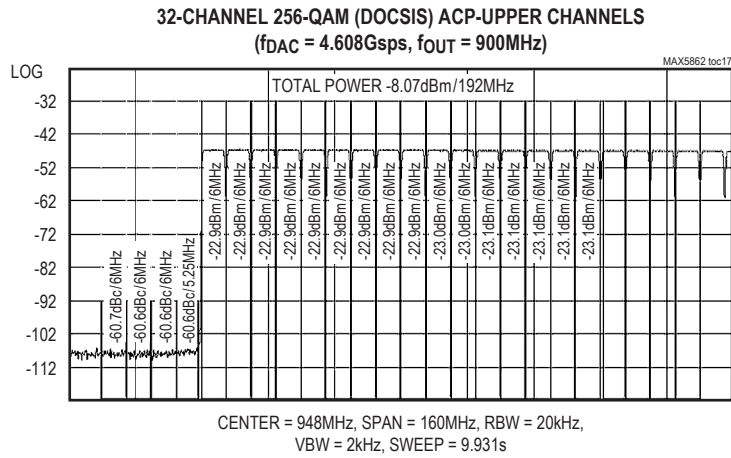 32-CHANNEL 256-QAM (DOCSIS) ACP-UPPER CHANNELS
(fDAC = 4.608Gsps, fOUT = 900MHz)
MAX5862 toc17
LOG
TOTAL POWER -8.07dBm/192MHz
-32
-42
-52
-62
-72
-82
-92
-102
-112
-60.7dBc/6MHz
-60.6dBc/6MHz
-60.6dBc/6MHz
-60.6dBc/5.25MHz
-22.9dBm/6MHz
-22.9dBm/6MHz
-22.9dBm/6MHz
-22.9dBm/6MHz
-22.9dBm/6MHz
-22.9dBm/6MHz
-22.9dBm/6MHz
-22.9dBm/6MHz
-22.9dBm/6MHz
-23.0dBm/6MHz
-23.0dBm/6MHz
-23.1dBm/6MHz
-23.1dBm/6MHz
-23.1dBm/6MHz
-23.1dBm/6MHz
-23.1dBm/6MHz
CENTER = 948MHz, SPAN = 160MHz, RBW = 20kHz,
VBW = 2kHz, SWEEP = 9.931s